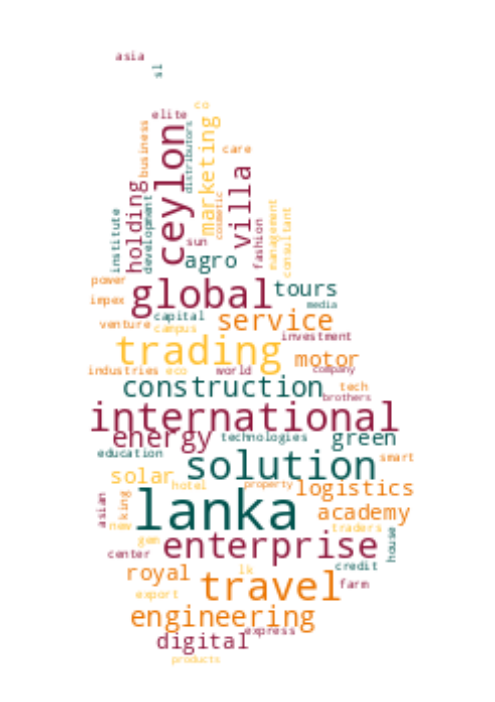 asia
sl
co
elite
business
distributors
marketing
cosmetic
care
ceylon
villa
holding
development
institute
sun
fashion
management
consultant
agro
power
global
tours
impex
media
capital
service
venture
campus
investment
trading
motor
industries
eco
world
company
construction
tech
brothers
international
energy
technologies
green
education
solution
smart
solar
hotel
property
logistics
asian
king
lanka
academy
new
traders
gem
enterprise
house
center
royal
lk
credit
travel
farm
export
engineering
express
digital
products